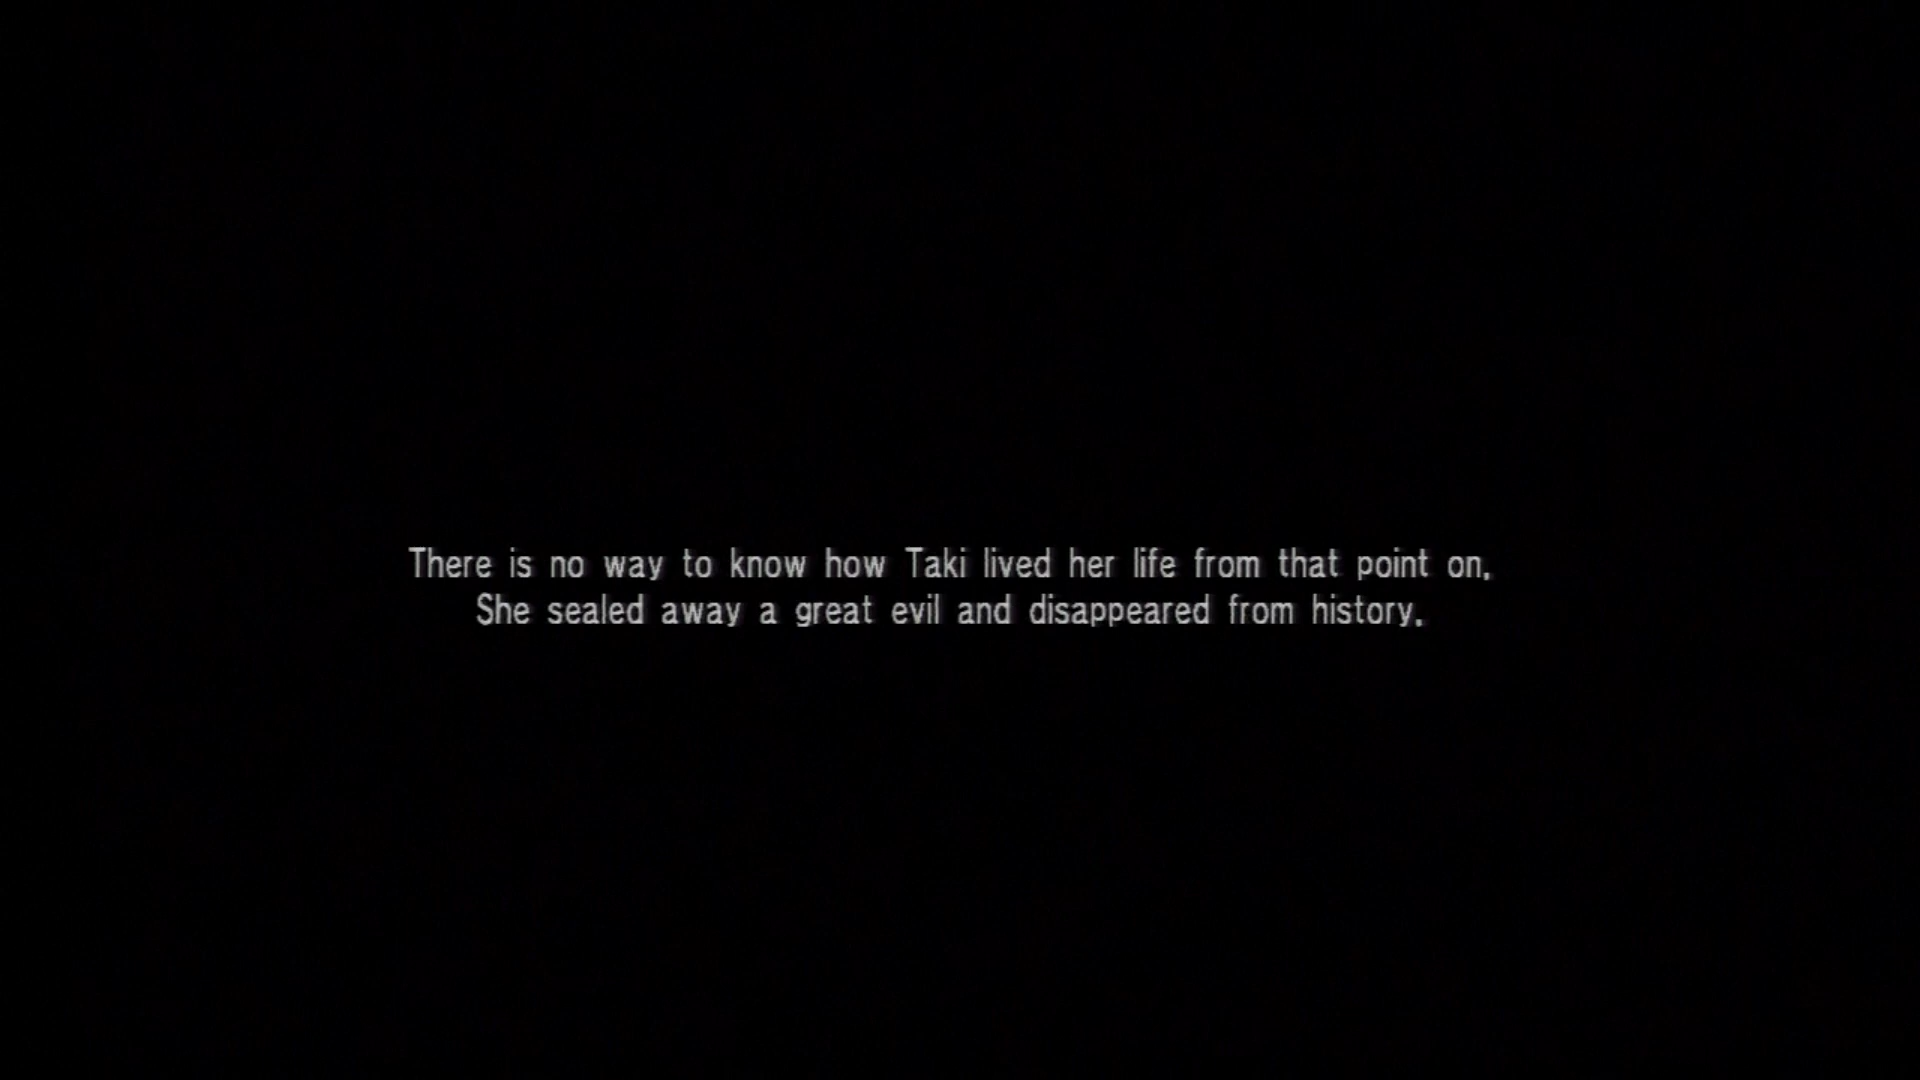 There is no way to know how Taki lived her life from that point on.
She sealed away a great evil and disappeared from history.